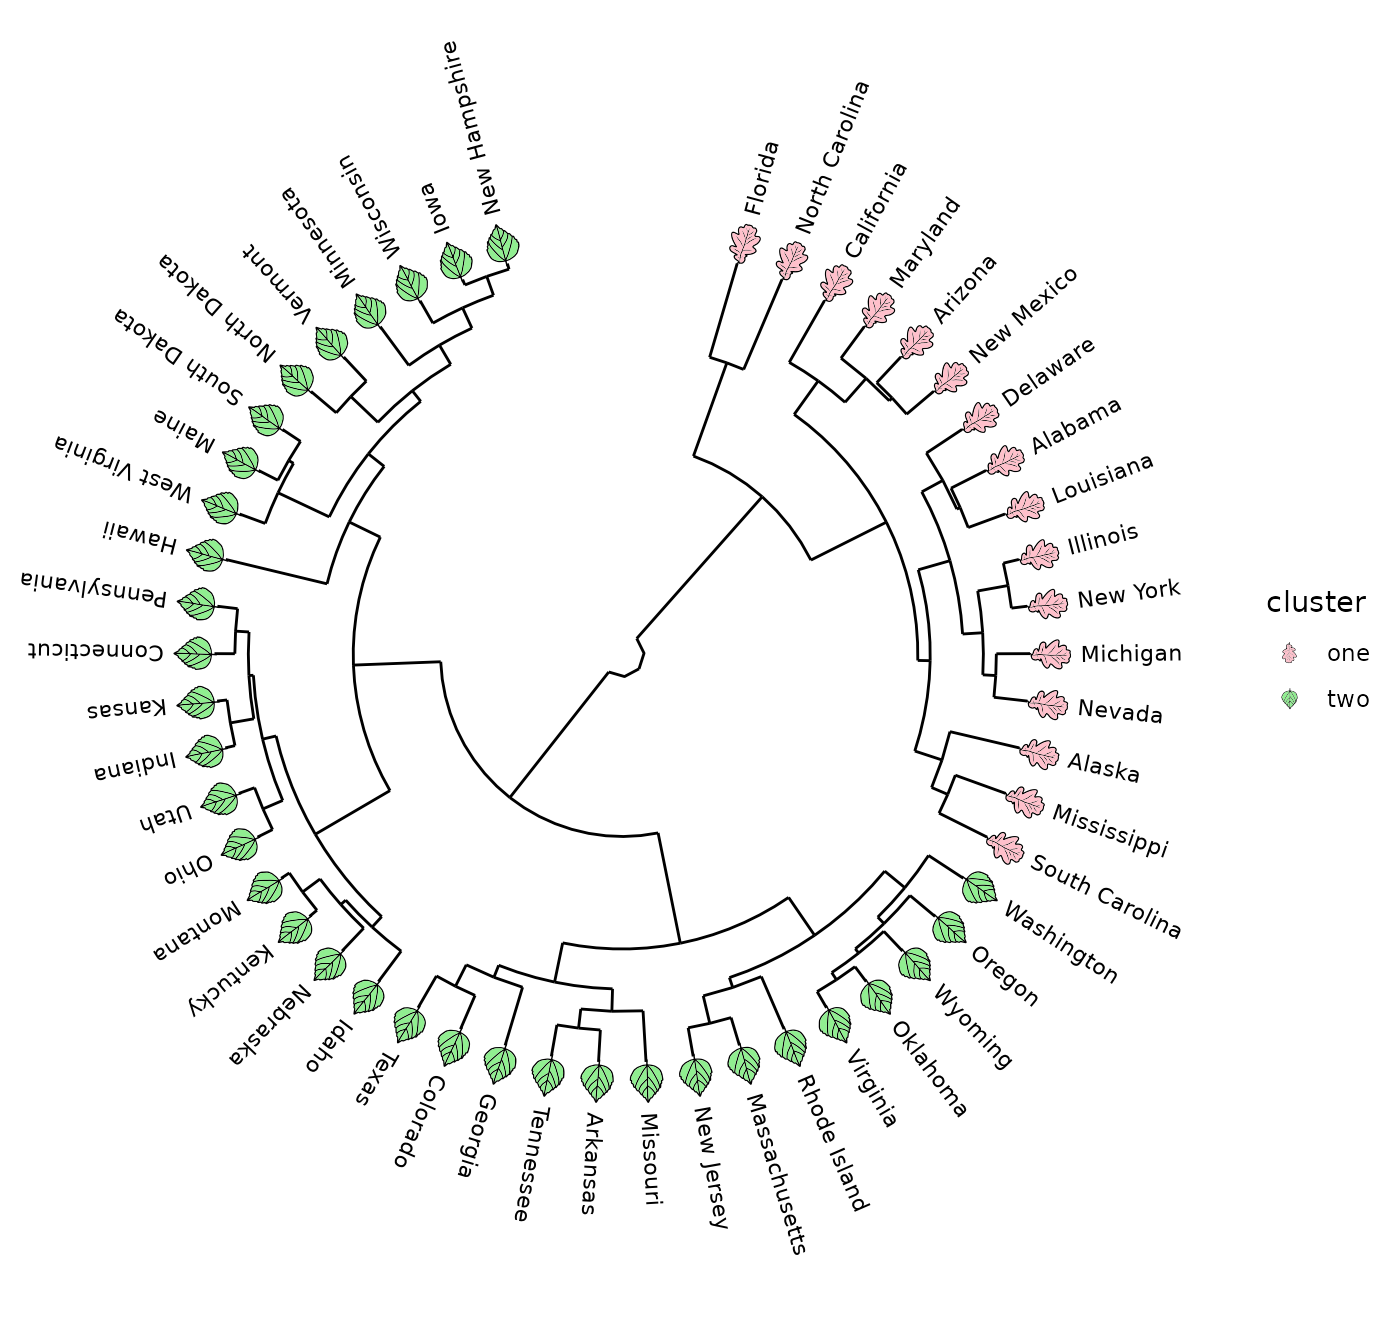 Florida
North Carolina
California
Maryland
Arizona
New Mexico
Delaware
Alabama
Louisiana
Illinois
New York
Michigan
Nevada
Alaska
Mississippi
South Carolina
Washington
Oregon
Wyoming
Oklahoma
Virginia
Rhode Island
Massachusetts
New Jersey
Missouri
Arkansas
Tennessee
Georgia
Colorado
Texas
Idaho
Nebraska
Kentucky
Montana
Ohio
Utah
Indiana
Kansas
Connecticut
Pennsylvania
Hawaii
West Virginia
Maine
South Dakota
North Dakota
Vermont
Minnesota
Wisconsin
Iowa
New Hampshire
cluster
one
two